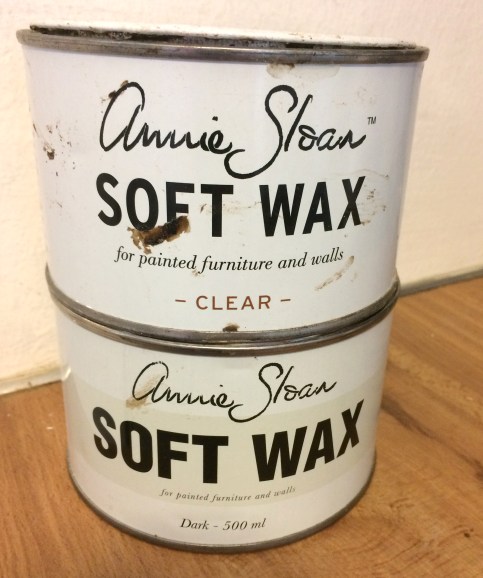 Annie Sloan™
SOFT WAX
for painted furniture and walls
– CLEAR –
Annie Sloan
SOFT WAX
for painted furniture and walls
Dark – 500 ml